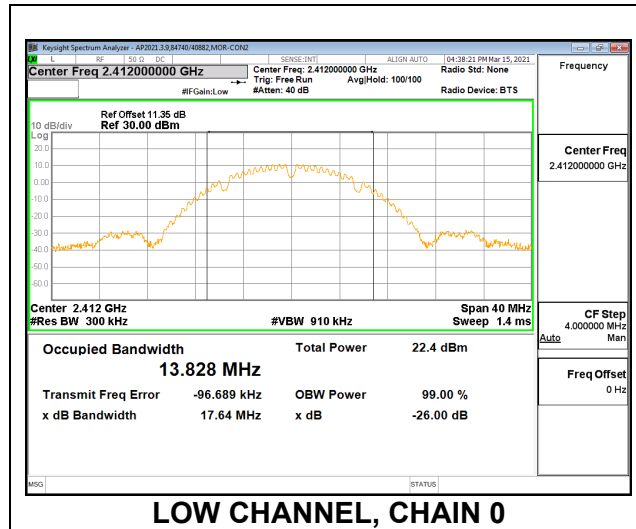 Keysight Spectrum Analyzer - AP2021.3.9,84740/40882,MOR-CON2
L RF 50 Ω DC SENSE:INT ALIGN AUTO 04:38:21 PM Mar 15, 2021
Center Freq 2.412000000 GHz Center Freq: 2.412000000 GHz Radio Std: None Frequency
Trig: Free Run Avg|Hold: 100/100
#IFGain:Low #Atten: 40 dB Radio Device: BTS
Ref Offset 11.35 dB
10 dB/div Ref 30.00 dBm
Log
20.0
10.0
0.00
-10.0
-20.0
-30.0
-40.0
-50.0
-60.0
Center Freq
2.412000000 GHz
Center 2.412 GHz Span 40 MHz
#Res BW 300 kHz #VBW 910 kHz Sweep 1.4 ms
CF Step
4.000000 MHz
Auto Man
Occupied Bandwidth Total Power 22.4 dBm
13.828 MHz
Transmit Freq Error -96.689 kHz OBW Power 99.00 %
x dB Bandwidth 17.64 MHz x dB -26.00 dB
Freq Offset
0 Hz
MSG STATUS
LOW CHANNEL, CHAIN 0